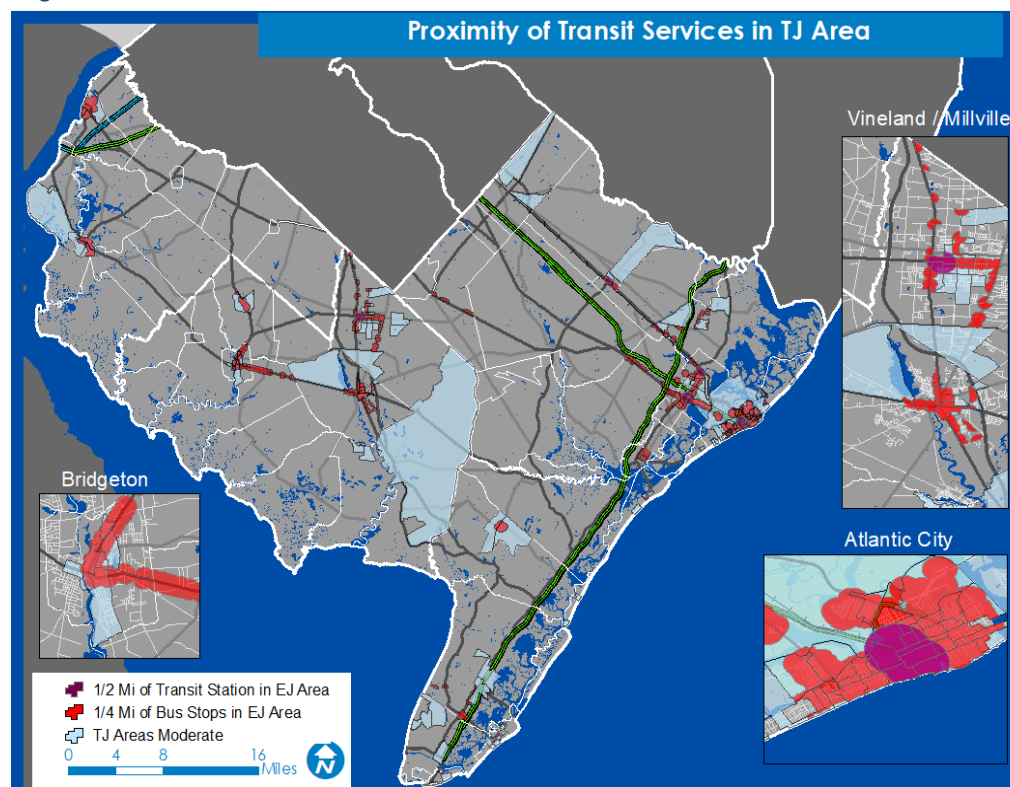 Proximity of Transit Services in TJ Area
Vineland / Millville
Bridgeton
Atlantic City
1/2 Mi of Transit Station in EJ Area
1/4 Mi of Bus Stops in EJ Area
TJ Areas Moderate
0 4 8 16
Miles
N